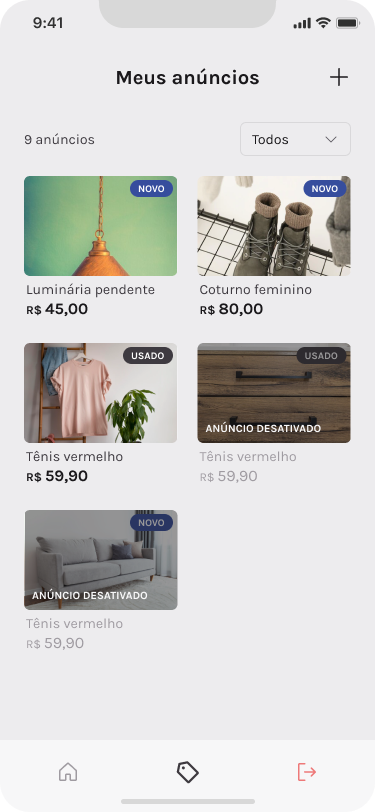 9:41
Meus anúncios
9 anúncios
Todos
NOVO
NOVO
Luminária pendente
Coturno feminino
R$ 45,00
R$ 80,00
USADO
USADO
ANÚNCIO DESATIVADO
Tênis vermelho
Tênis vermelho
R$ 59,90
R$ 59,90
NOVO
ANÚNCIO DESATIVADO
Tênis vermelho
R$ 59,90